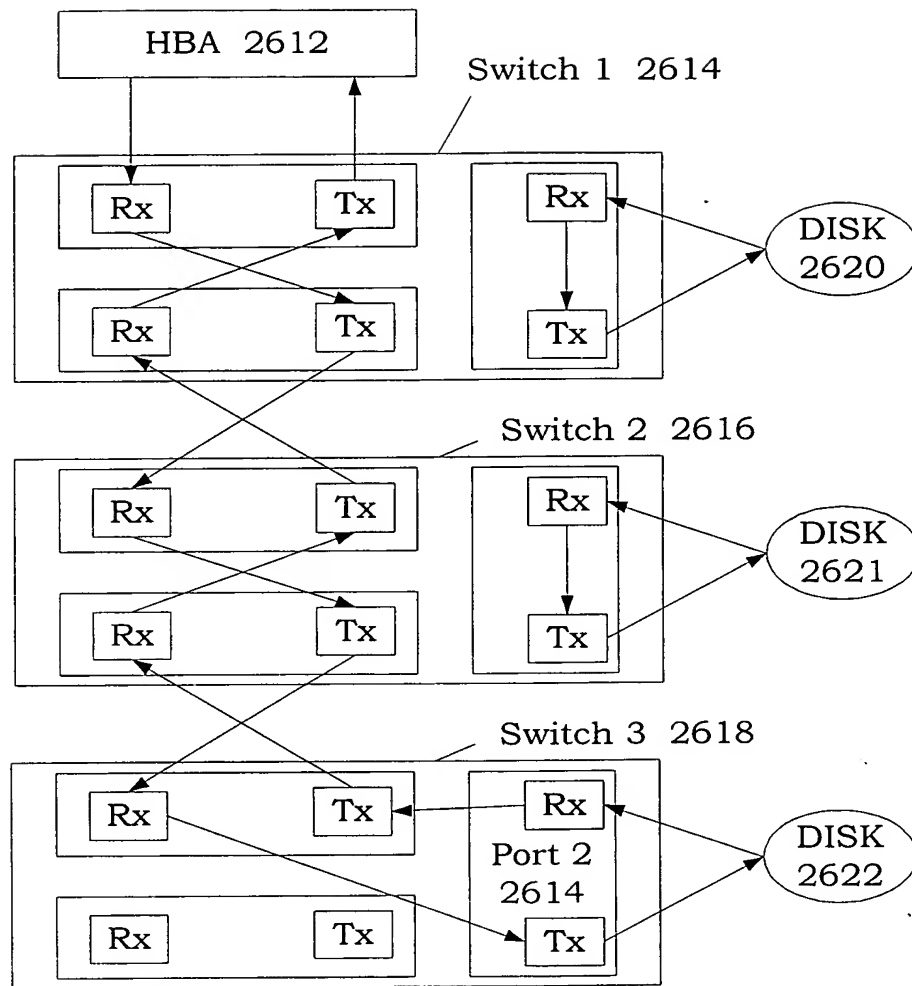 HBA 2612
Switch 1 2614
Rx
Tx
Rx
DISK
2620
Rx
Tx
Tx
Switch 2 2616
Rx
Tx
Rx
DISK
2621
Rx
Tx
Tx
Switch 3 2618
Rx
Tx
Rx
Port 2
2614
DISK
2622
Rx
Tx
Tx